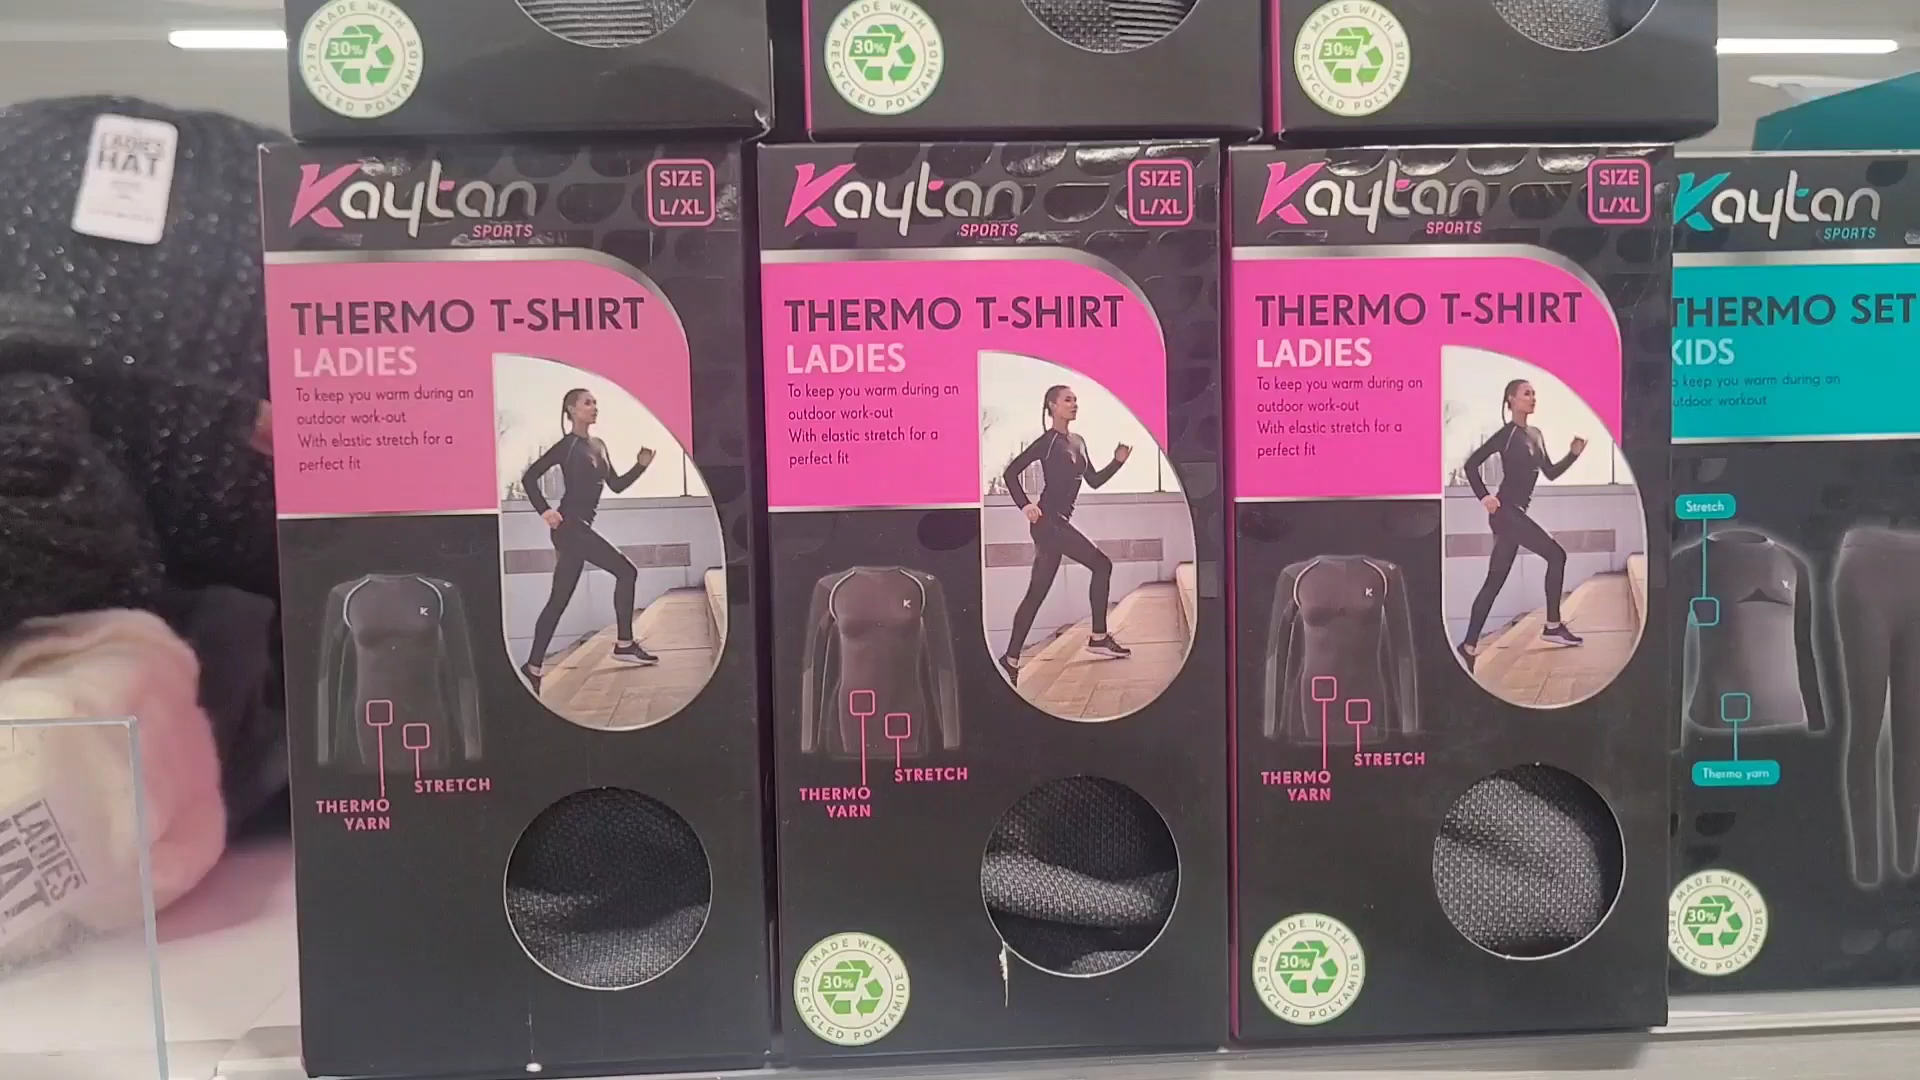 MADE WITH
30%
RECYCLED POLYAMIDE
MADE WITH
30%
RECYCLED POLYAMIDE
MADE WITH
30%
RECYCLED POLYAMIDE
LADIES
HAT
Kaytan
SPORTS
SIZE
L/XL
THERMO T-SHIRT
LADIES
To keep you warm during an
outdoor work-out
With elastic stretch for a
perfect fit
K
STRETCH
THERMO
YARN
Kaytan
SPORTS
SIZE
L/XL
THERMO T-SHIRT
LADIES
To keep you warm during an
outdoor work-out
With elastic stretch for a
perfect fit
K
STRETCH
THERMO
YARN
MADE WITH
30%
RECYCLED POLYAMIDE
Kaytan
SPORTS
SIZE
L/XL
THERMO T-SHIRT
LADIES
To keep you warm during an
outdoor work-out
With elastic stretch for a
perfect fit
K
STRETCH
THERMO
YARN
MADE WITH
30%
RECYCLED POLYAMIDE
Kaytan
SPORTS
THERMO SET
KIDS
keep you warm during an
outdoor workout
Stretch
Thermo yarn
MADE WITH
30%
RECYCLED POLYAMIDE
LADIES
HAT